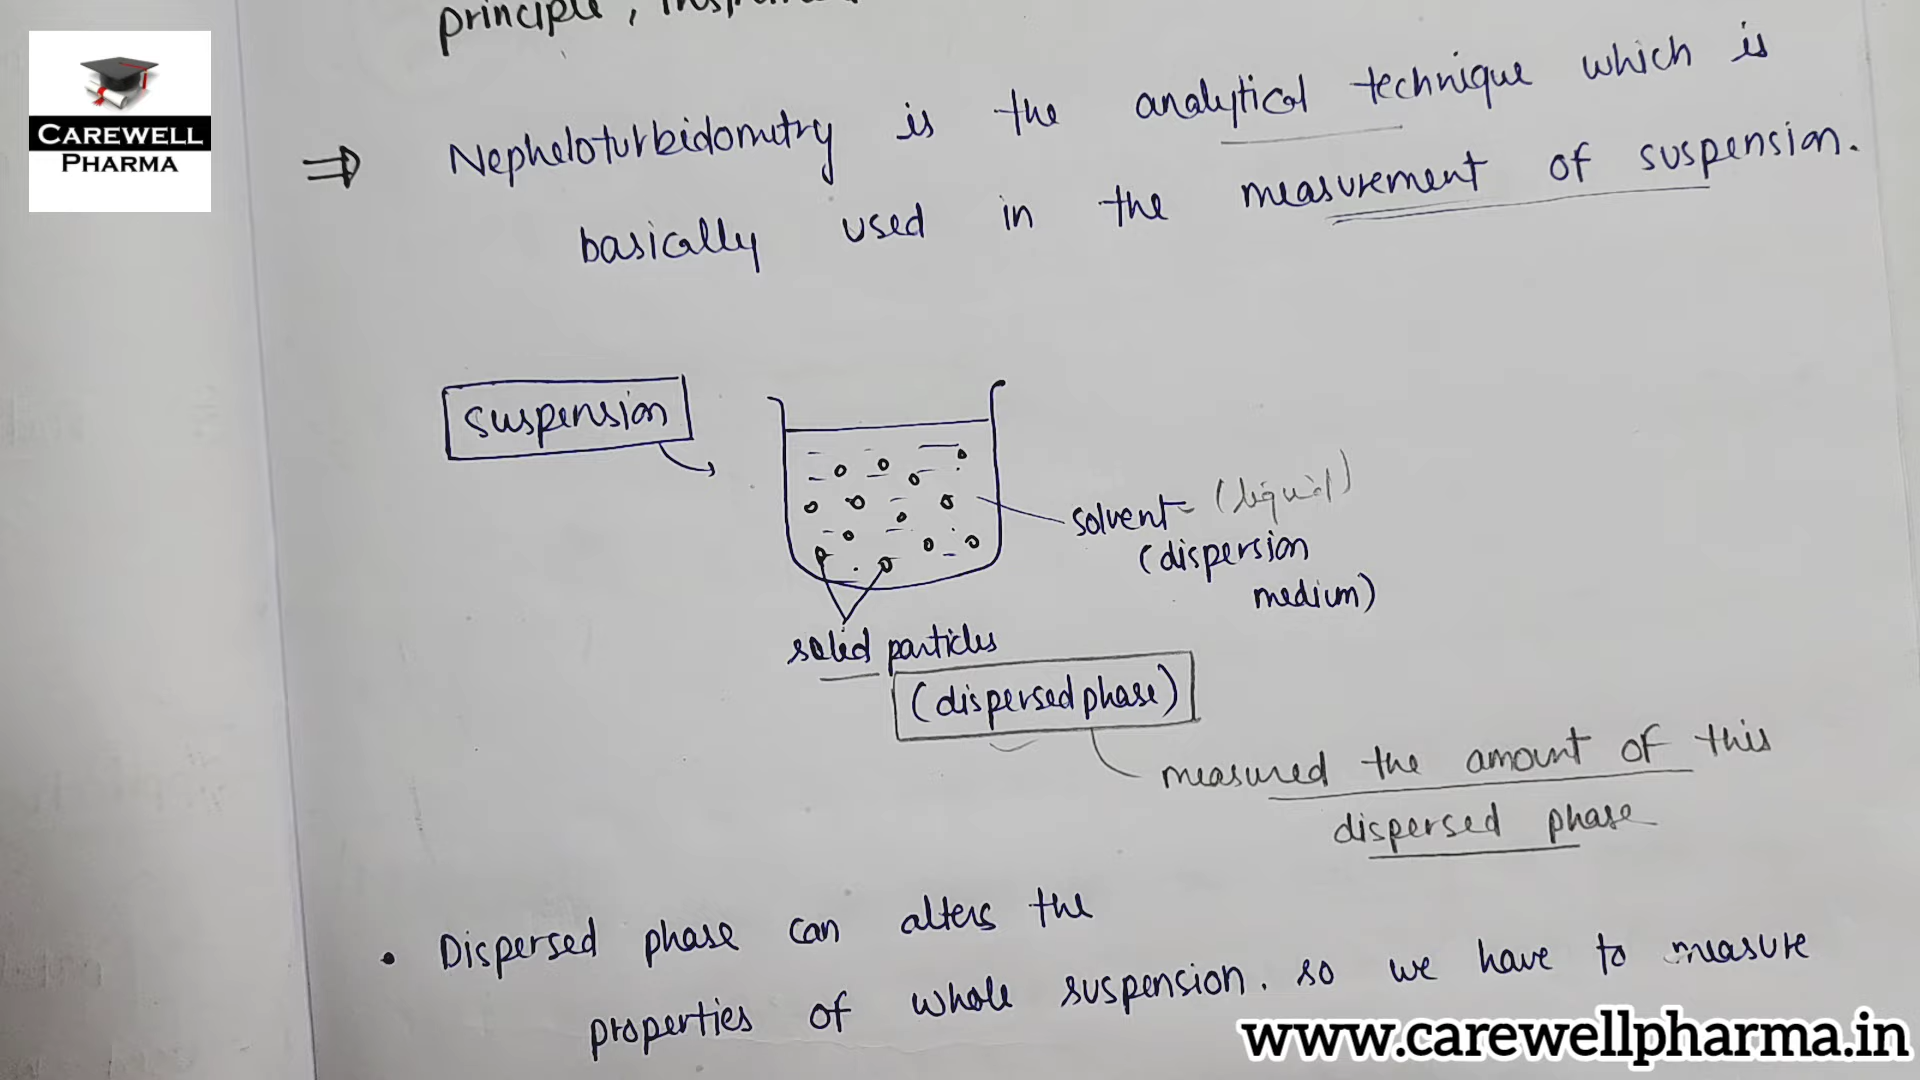 principle,
CAREWELL
PHARMA
⇒ Nepheloturbidometry is the analytical technique which is
basically used in the measurement of suspension.
suspension
solvent- (liquid)
(dispersion
medium)
solid particles
(dispersed phase)
measured the amount of this
dispersed phase
• Dispersed phase can alters the
properties of whole suspension. so we have to measure
www.carewellpharma.in